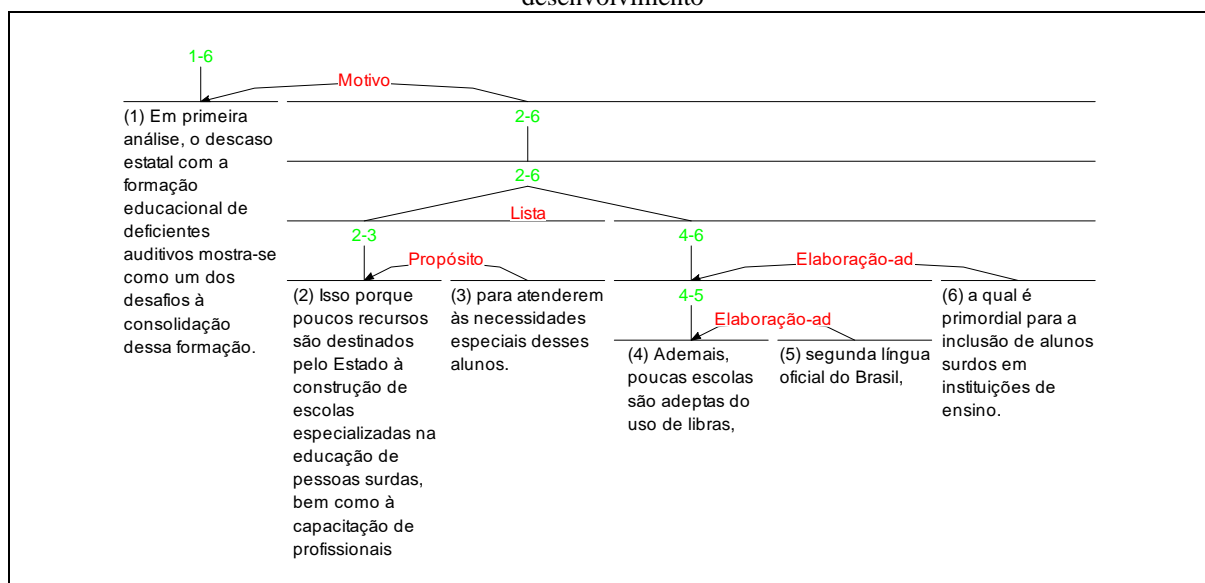 desenvolvimento
1-6
Motivo
(1) Em primeira
análise, o descaso
estatal com a
formação
educacional de
deficientes
auditivos mostra-se
como um dos
desafios à
consolidação
dessa formação.
2-6
2-6
Lista
2-3
Propósito
(2) Isso porque
poucos recursos
são destinados
pelo Estado à
construção de
escolas
especializadas na
educação de
pessoas surdas,
bem como à
capacitação de
profissionais
(3) para atenderem
às necessidades
especiais desses
alunos.
4-6
Elaboração-ad
4-5
Elaboração-ad
(4) Ademais,
poucas escolas
são adeptas do
uso de libras,
(5) segunda língua
oficial do Brasil,
(6) a qual é
primordial para a
inclusão de alunos
surdos em
instituições de
ensino.